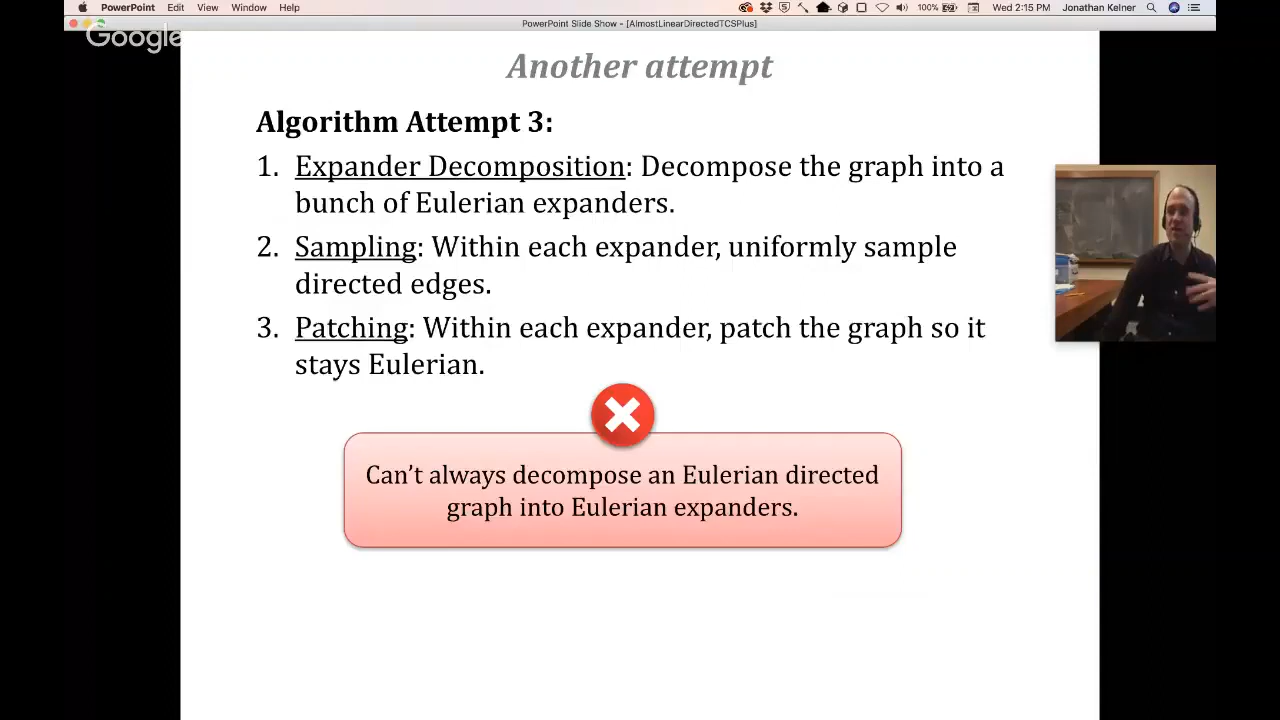 PowerPoint Edit View Window Help 100% Wed 2:15 PM Jonathan Kelner
PowerPoint Slide Show - [AlmostLinearDirectedTCSPlus]
Google
Another attempt
Algorithm Attempt 3:
1. Expander Decomposition: Decompose the graph into a
bunch of Eulerian expanders.
2. Sampling: Within each expander, uniformly sample
directed edges.
3. Patching: Within each expander, patch the graph so it
stays Eulerian.
Can’t always decompose an Eulerian directed
graph into Eulerian expanders.